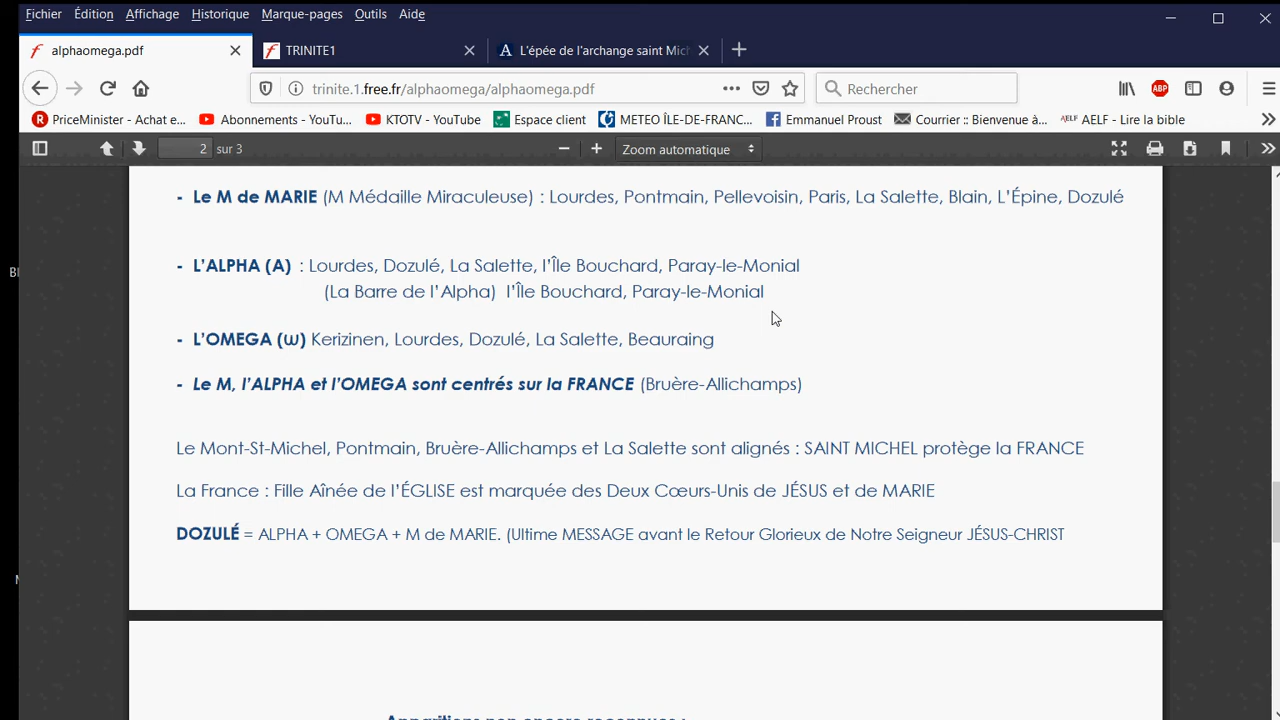 Fichier Édition Affichage Historique Marque-pages Outils Aide
alphaomega.pdf TRINITE1 L'épée de l'archange saint Mich
trinite.1.free.fr/alphaomega/alphaomega.pdf Rechercher
PriceMinister - Achat e... Abonnements - YouTu... KTOTV - YouTube Espace client METEO ÎLE-DE-FRANC... Emmanuel Proust Courrier :: Bienvenue à... AELF - Lire la bible
2 sur 3 Zoom automatique
- Le M de MARIE (M Médaille Miraculeuse) : Lourdes, Pontmain, Pellevoisin, Paris, La Salette, Blain, L'Épine, Dozulé
- L'ALPHA (A) : Lourdes, Dozulé, La Salette, l'Île Bouchard, Paray-le-Monial
(La Barre de l'Alpha) l'Île Bouchard, Paray-le-Monial
- L'OMEGA (ω) Kerizinen, Lourdes, Dozulé, La Salette, Beauraing
- Le M, l'ALPHA et l'OMEGA sont centrés sur la FRANCE (Bruère-Allichamps)
Le Mont-St-Michel, Pontmain, Bruère-Allichamps et La Salette sont alignés : SAINT MICHEL protège la FRANCE
La France : Fille Aînée de l'ÉGLISE est marquée des Deux Cœurs-Unis de JÉSUS et de MARIE
DOZULÉ = ALPHA + OMEGA + M de MARIE. (Ultime MESSAGE avant le Retour Glorieux de Notre Seigneur JÉSUS-CHRIST
Apparitions non encore reconnues :